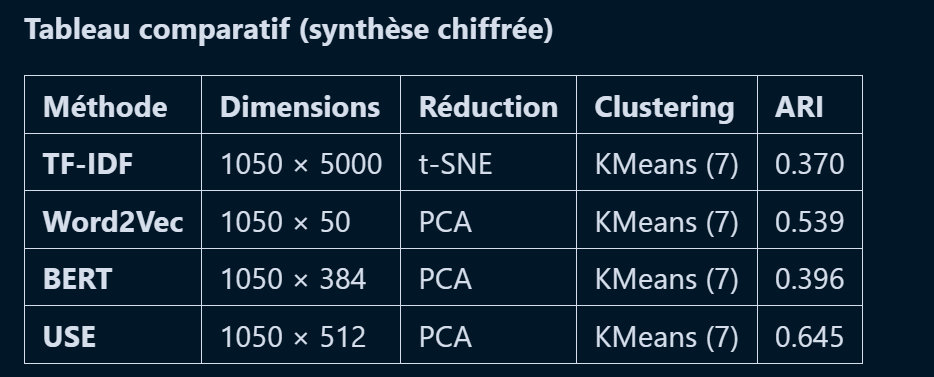 Tableau comparatif (synthèse chiffrée)
Méthode Dimensions Réduction Clustering ARI
TF-IDF 1050 × 5000 t-SNE KMeans (7) 0.370
Word2Vec 1050 × 50 PCA KMeans (7) 0.539
BERT 1050 × 384 PCA KMeans (7) 0.396
USE 1050 × 512 PCA KMeans (7) 0.645